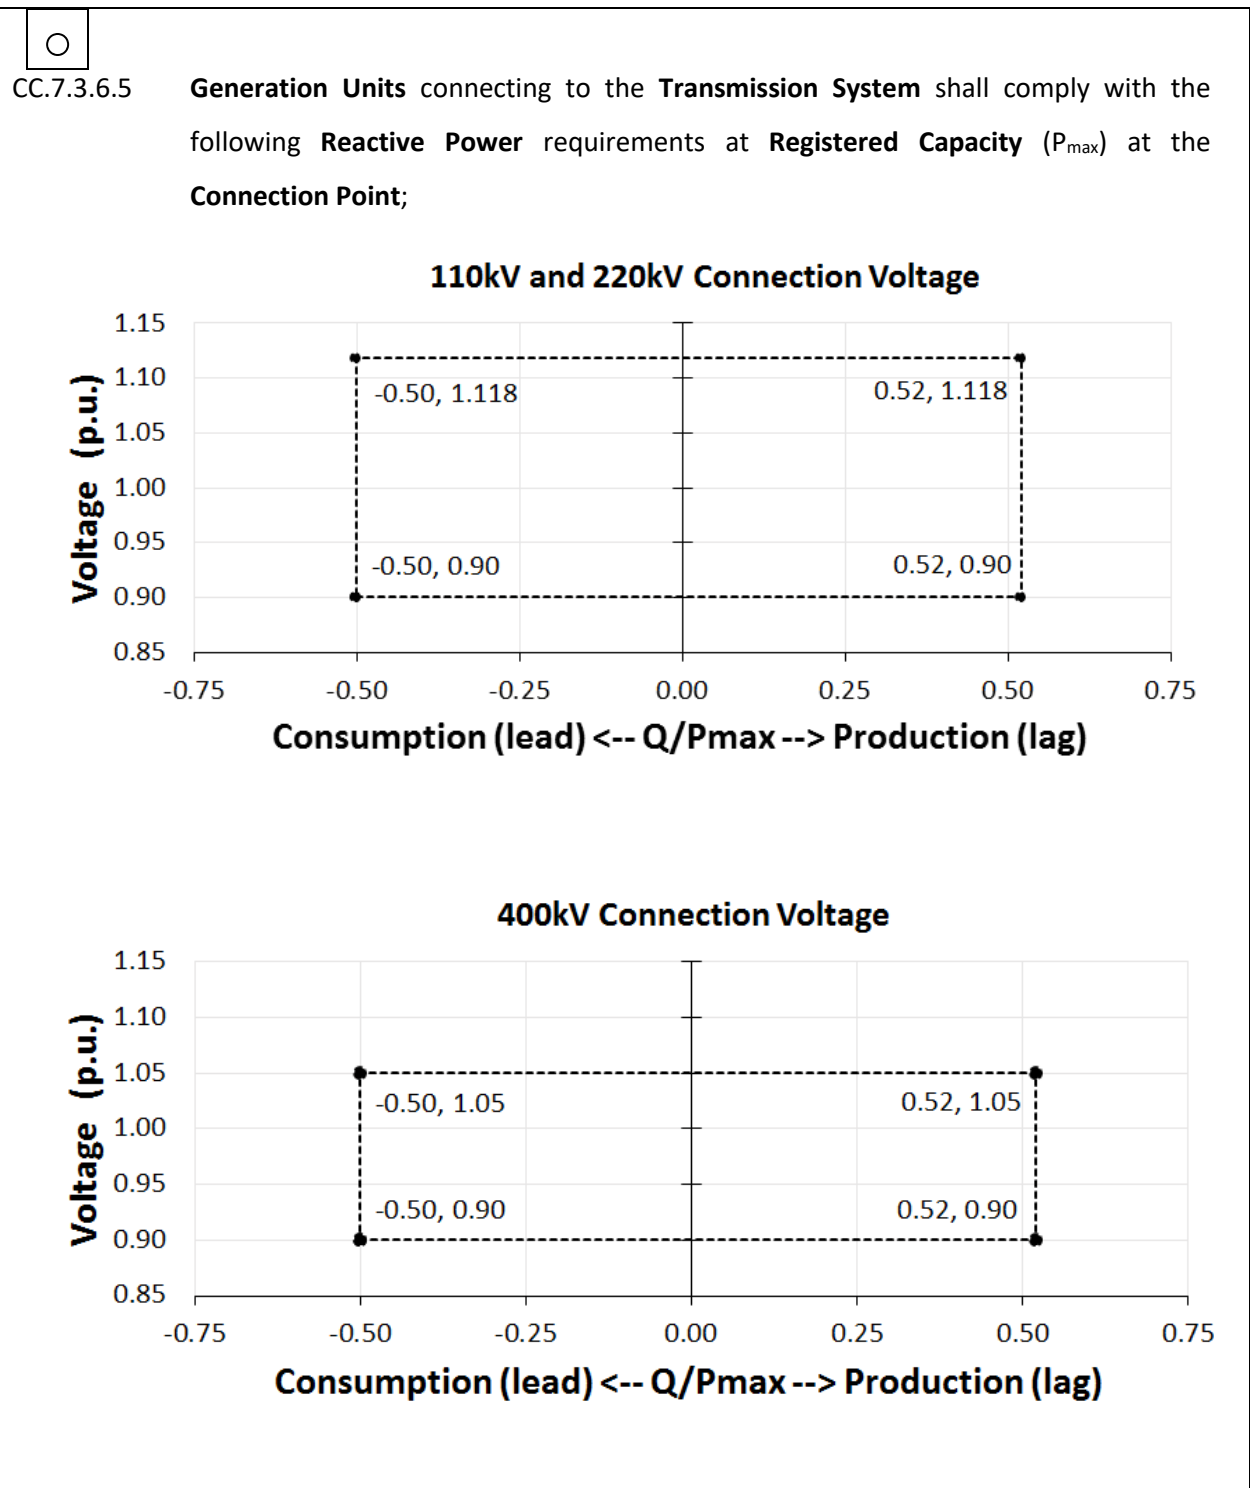 CC.7.3.6.5 Generation Units connecting to the Transmission System shall comply with the
following Reactive Power requirements at Registered Capacity (Pmax) at the
Connection Point;
110kV and 220kV Connection Voltage
Voltage (p.u.)
1.15
1.10
1.05
1.00
0.95
0.90
0.85
-0.50, 1.118
0.52, 1.118
-0.50, 0.90
0.52, 0.90
-0.75 -0.50 -0.25 0.00 0.25 0.50 0.75
Consumption (lead) <-- Q/Pmax --> Production (lag)
400kV Connection Voltage
Voltage (p.u.)
1.15
1.10
1.05
1.00
0.95
0.90
0.85
-0.50, 1.05
0.52, 1.05
-0.50, 0.90
0.52, 0.90
-0.75 -0.50 -0.25 0.00 0.25 0.50 0.75
Consumption (lead) <-- Q/Pmax --> Production (lag)